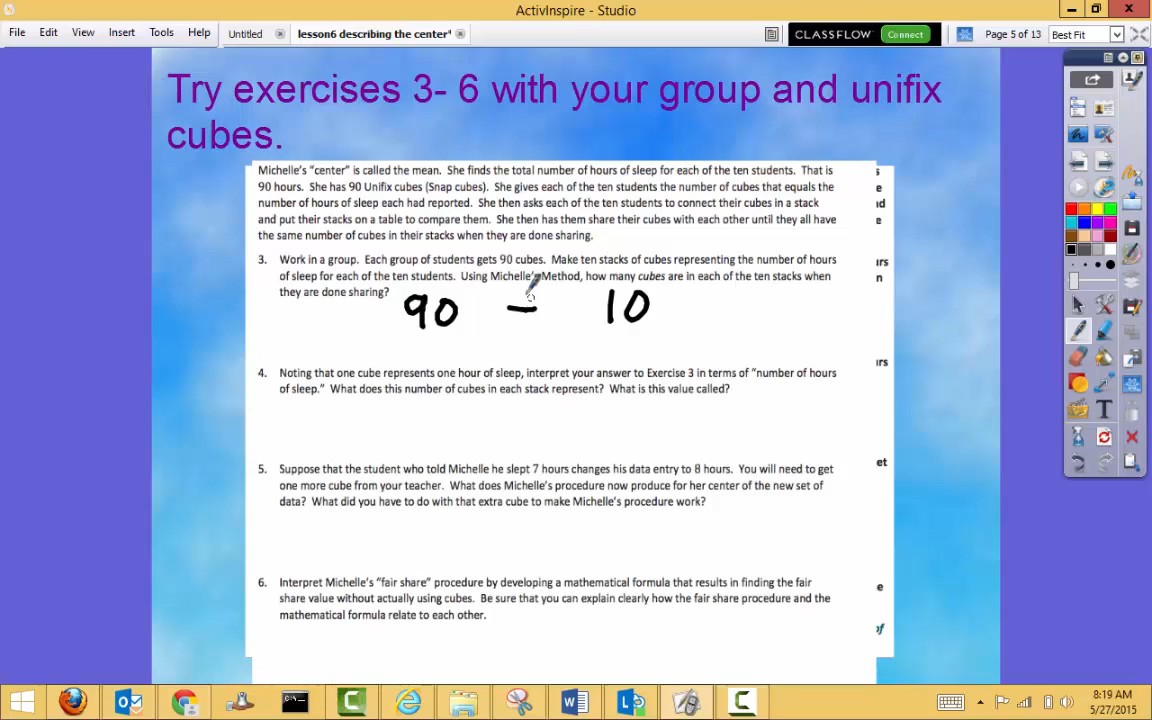 ActivInspire - Studio
File Edit View Insert Tools Help Untitled lesson6 describing the center* CLASSFLOW Connect Page 5 of 13 Best Fit
Try exercises 3- 6 with your group and unifix
cubes.
Michelle's "center" is called the mean. She finds the total number of hours of sleep for each of the ten students. That is
90 hours. She has 90 Unifix cubes (Snap cubes). She gives each of the ten students the number of cubes that equals the
number of hours of sleep each had reported. She then asks each of the ten students to connect their cubes in a stack
and put their stacks on a table to compare them. She then has them share their cubes with each other until they all have
the same number of cubes in their stacks when they are done sharing.
3. Work in a group. Each group of students gets 90 cubes. Make ten stacks of cubes representing the number of hours
of sleep for each of the ten students. Using Michelle's Method, how many cubes are in each of the ten stacks when
they are done sharing?
90 – 10
4. Noting that one cube represents one hour of sleep, interpret your answer to Exercise 3 in terms of "number of hours
of sleep." What does this number of cubes in each stack represent? What is this value called?
5. Suppose that the student who told Michelle he slept 7 hours changes his data entry to 8 hours. You will need to get
one more cube from your teacher. What does Michelle's procedure now produce for her center of the new set of
data? What did you have to do with that extra cube to make Michelle's procedure work?
6. Interpret Michelle's "fair share" procedure by developing a mathematical formula that results in finding the fair
share value without actually using cubes. Be sure that you can explain clearly how the fair share procedure and the
mathematical formula relate to each other.
s
e
d
urs
n
urs
et
e
of
8:19 AM
5/27/2015